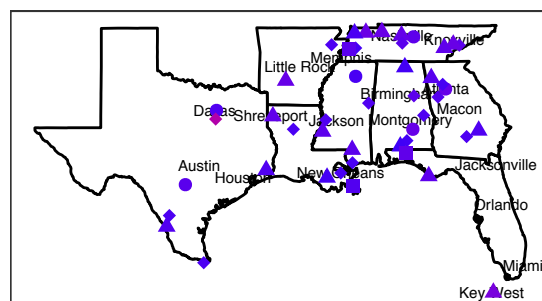 Nashville
Knoxville
Memphis
Little Rock
Atlanta
Birmingham
Dallas
Shreveport
Jackson
Montgomery
Macon
Austin
Houston
New Orleans
Jacksonville
Orlando
Miami
Key West